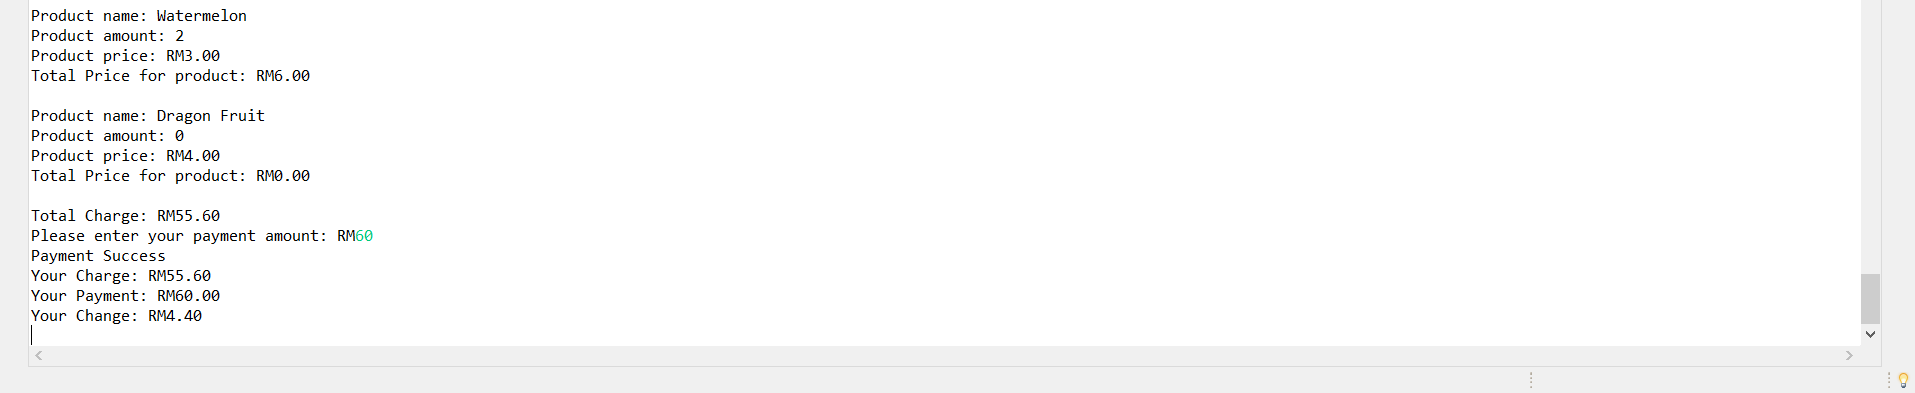 Product name: Watermelon
Product amount: 2
Product price: RM3.00
Total Price for product: RM6.00
Product name: Dragon Fruit
Product amount: 0
Product price: RM4.00
Total Price for product: RM0.00
Total Charge: RM55.60
Please enter your payment amount: RM60
Payment Success
Your Charge: RM55.60
Your Payment: RM60.00
Your Change: RM4.40